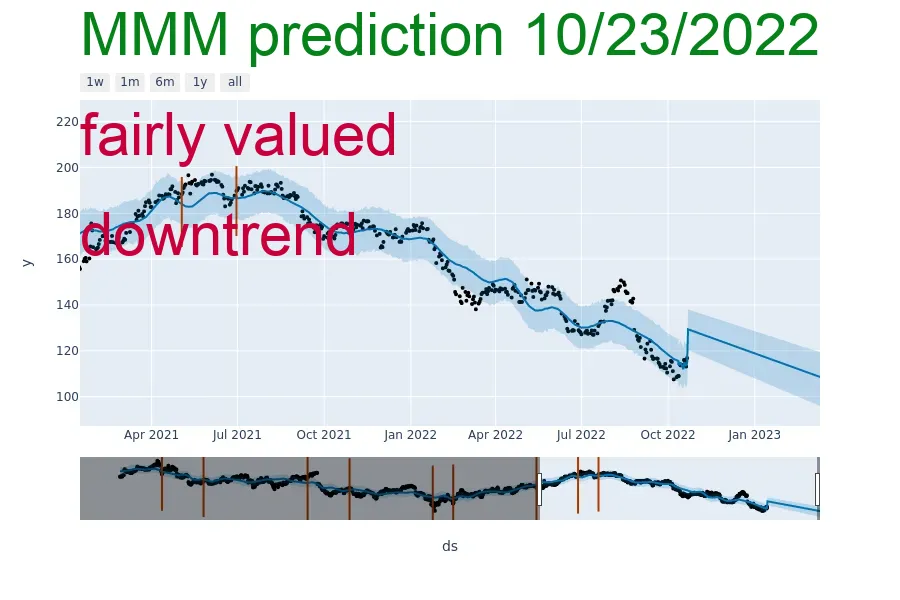 MMM prediction 10/23/2022
1w 1m 6m 1y all
220
fairly valued
200
180
downtrend
160
y
140
120
100
Apr 2021 Jul 2021 Oct 2021 Jan 2022 Apr 2022 Jul 2022 Oct 2022 Jan 2023
ds